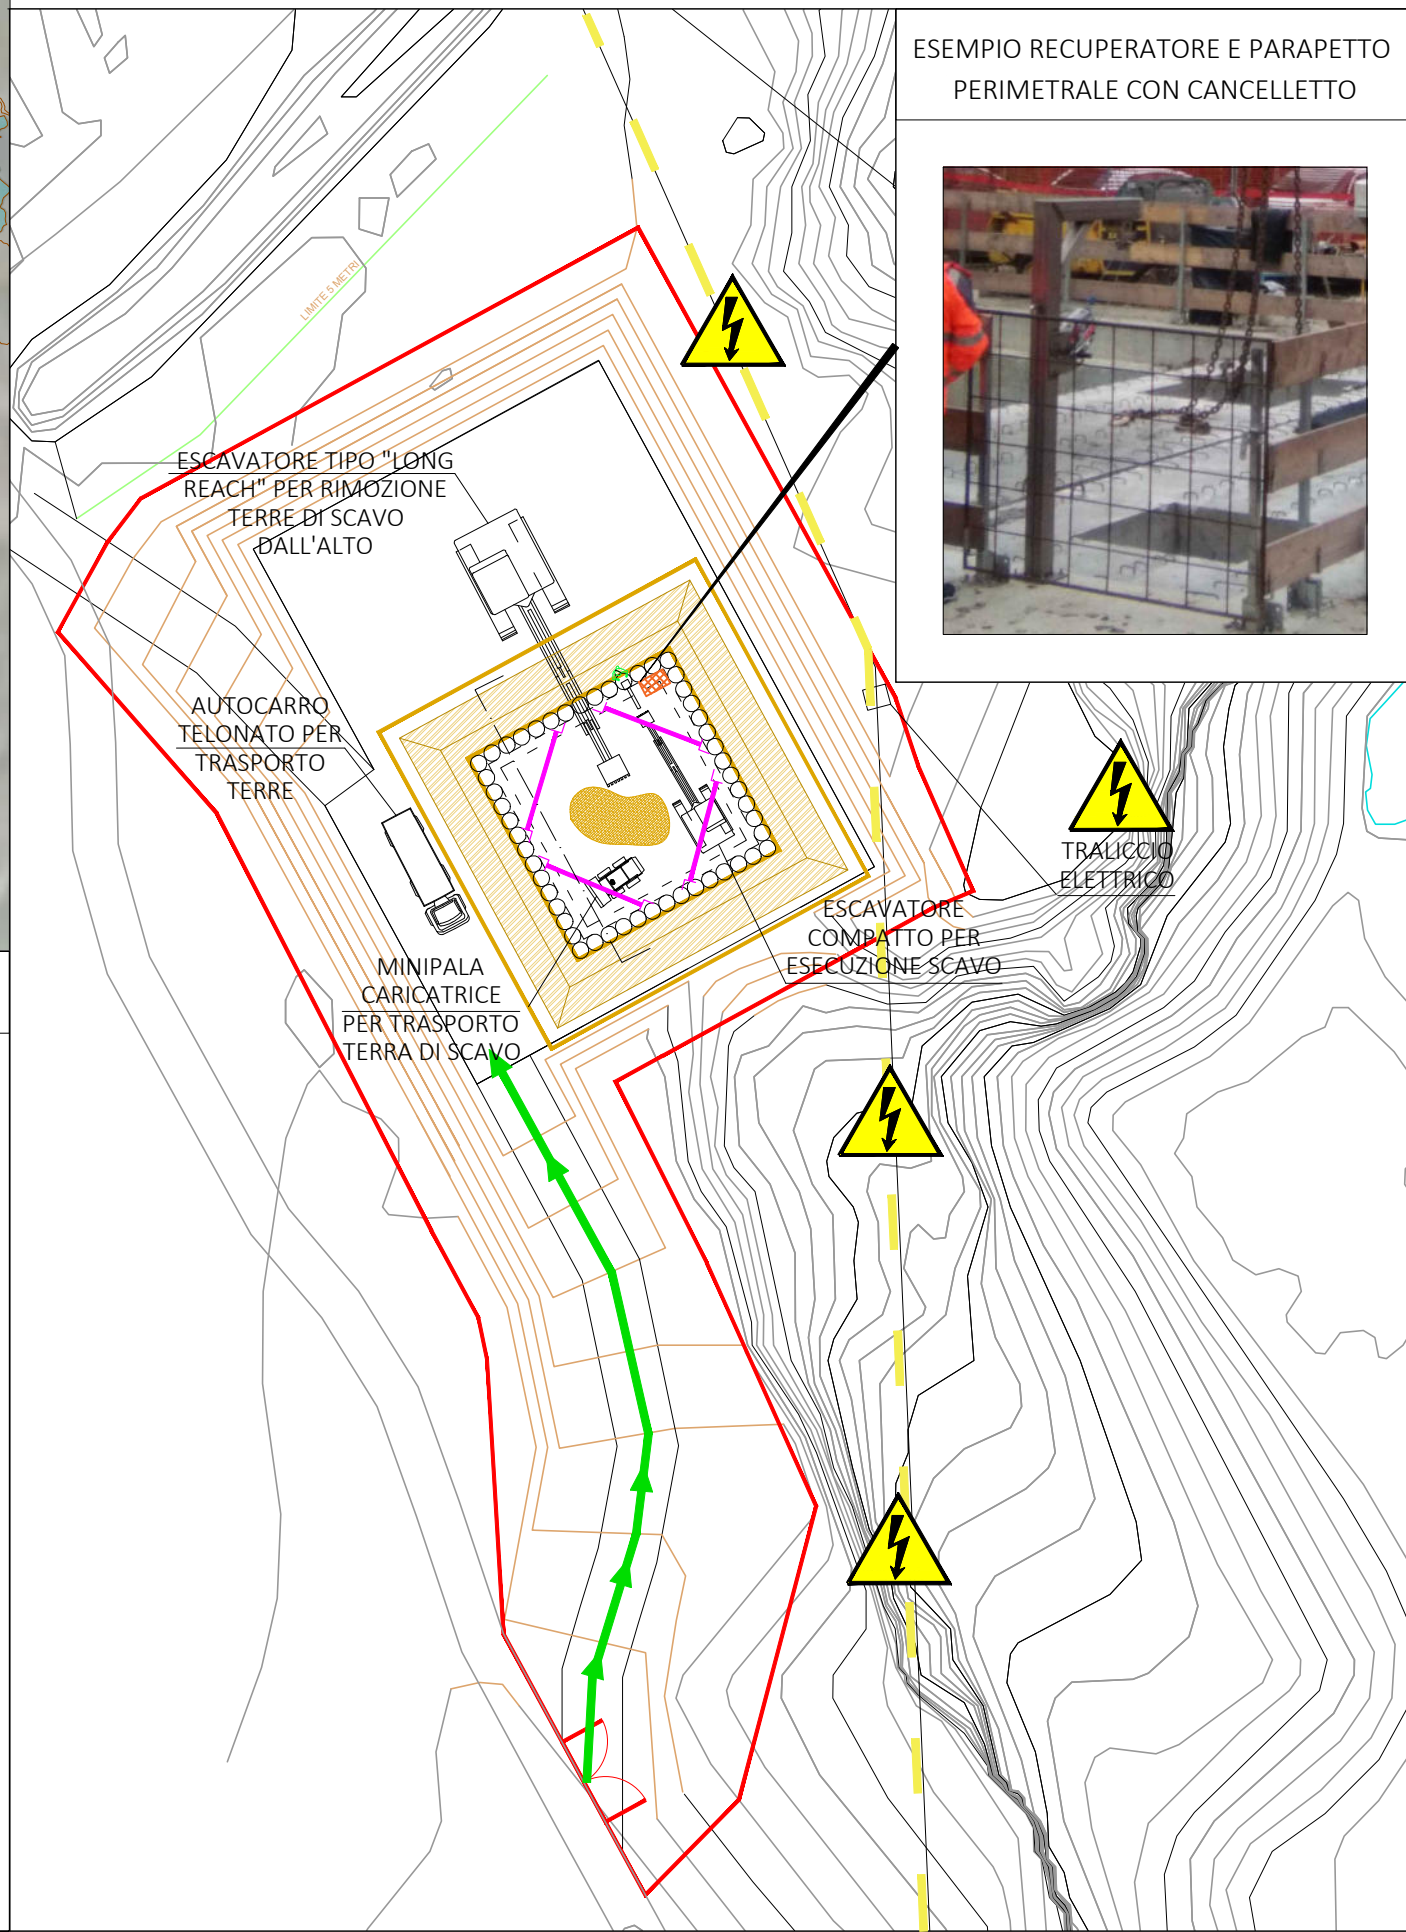 ESEMPIO RECUPERATORE E PARAPETTO
PERIMETRALE CON CANCELLETTO
LIMITE 5 METRI
ESCAVATORE TIPO "LONG
REACH" PER RIMOZIONE
TERRE DI SCAVO
DALL'ALTO
AUTOCARRO
TELONATO PER
TRASPORTO
TERRE
TRALICCIO
ELETTRICO
ESCAVATORE
COMPATTO PER
ESECUZIONE SCAVO
MINIPALA
CARICATRICE
PER TRASPORTO
TERRA DI SCAVO